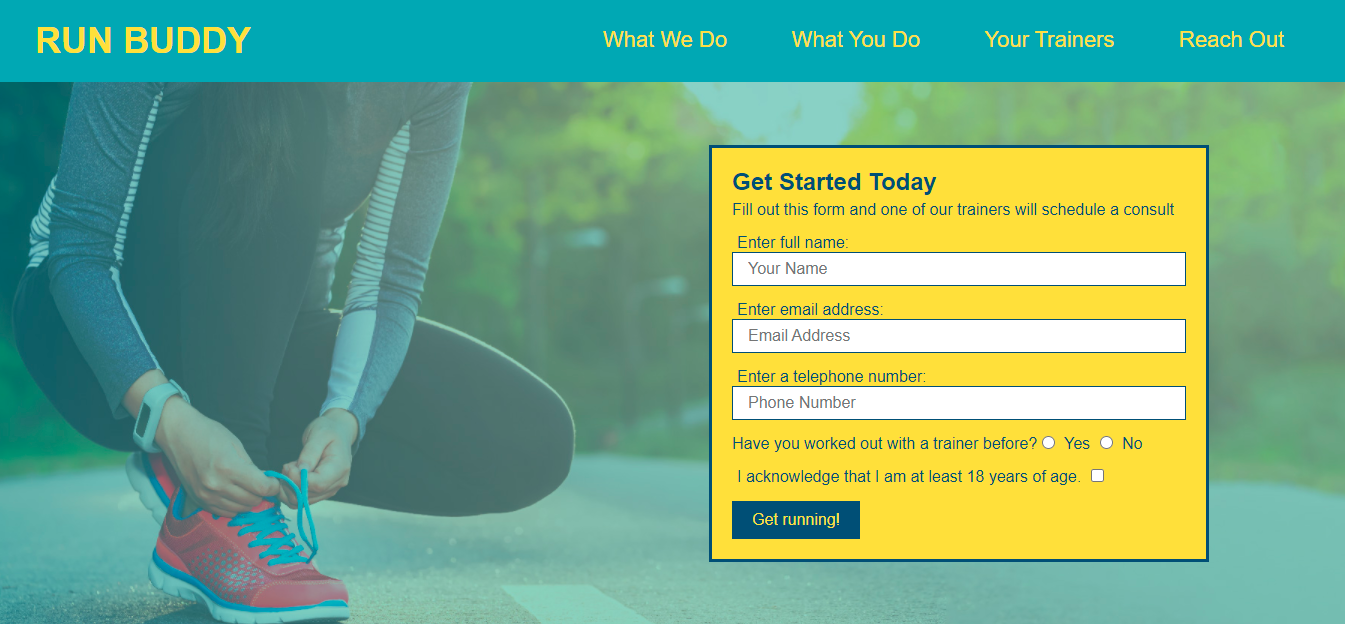 RUN BUDDY
What We Do What You Do Your Trainers Reach Out
Get Started Today
Fill out this form and one of our trainers will schedule a consult
Enter full name:
Your Name
Enter email address:
Email Address
Enter a telephone number:
Phone Number
Have you worked out with a trainer before? Yes No
I acknowledge that I am at least 18 years of age.
Get running!